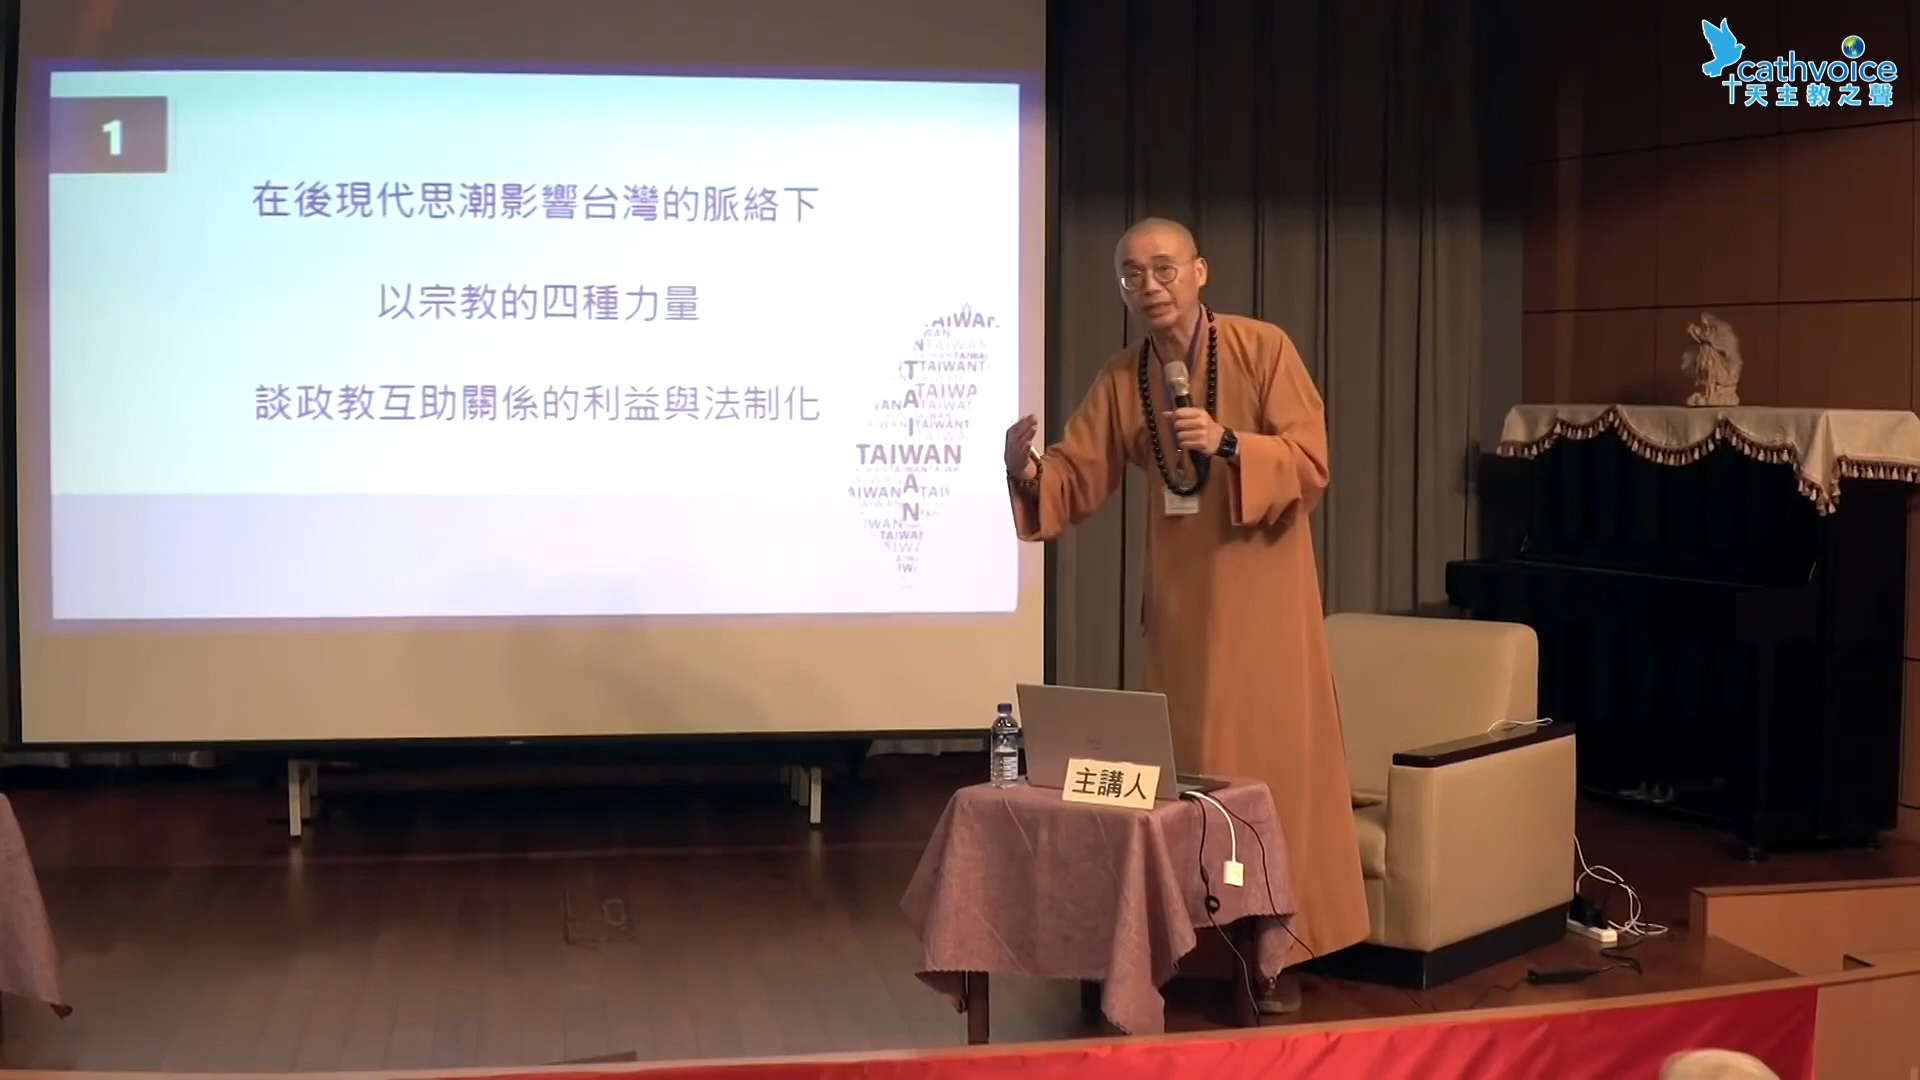 1
在後現代思潮影響台灣的脈絡下
以宗教的四種力量
談政教互助關係的利益與法制化
TAIWAN
TAIWAN
cathvoice
天主教之聲
主講人